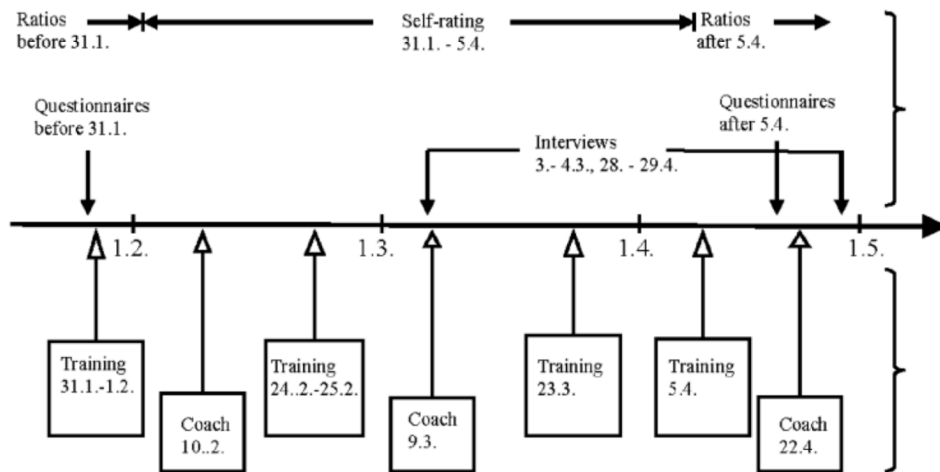 Ratios
before 31.1.
Self-rating
31.1. - 5.4.
Ratios
after 5.4.
Questionnaires
before 31.1.
Questionnaires
after 5.4.
Interviews
3.- 4.3., 28. - 29.4.
1.2.
1.3.
1.4.
1.5.
Training
31.1.-1.2.
Coach
10..2.
Training
24..2.-25.2.
Coach
9.3.
Training
23.3.
Training
5.4.
Coach
22.4.